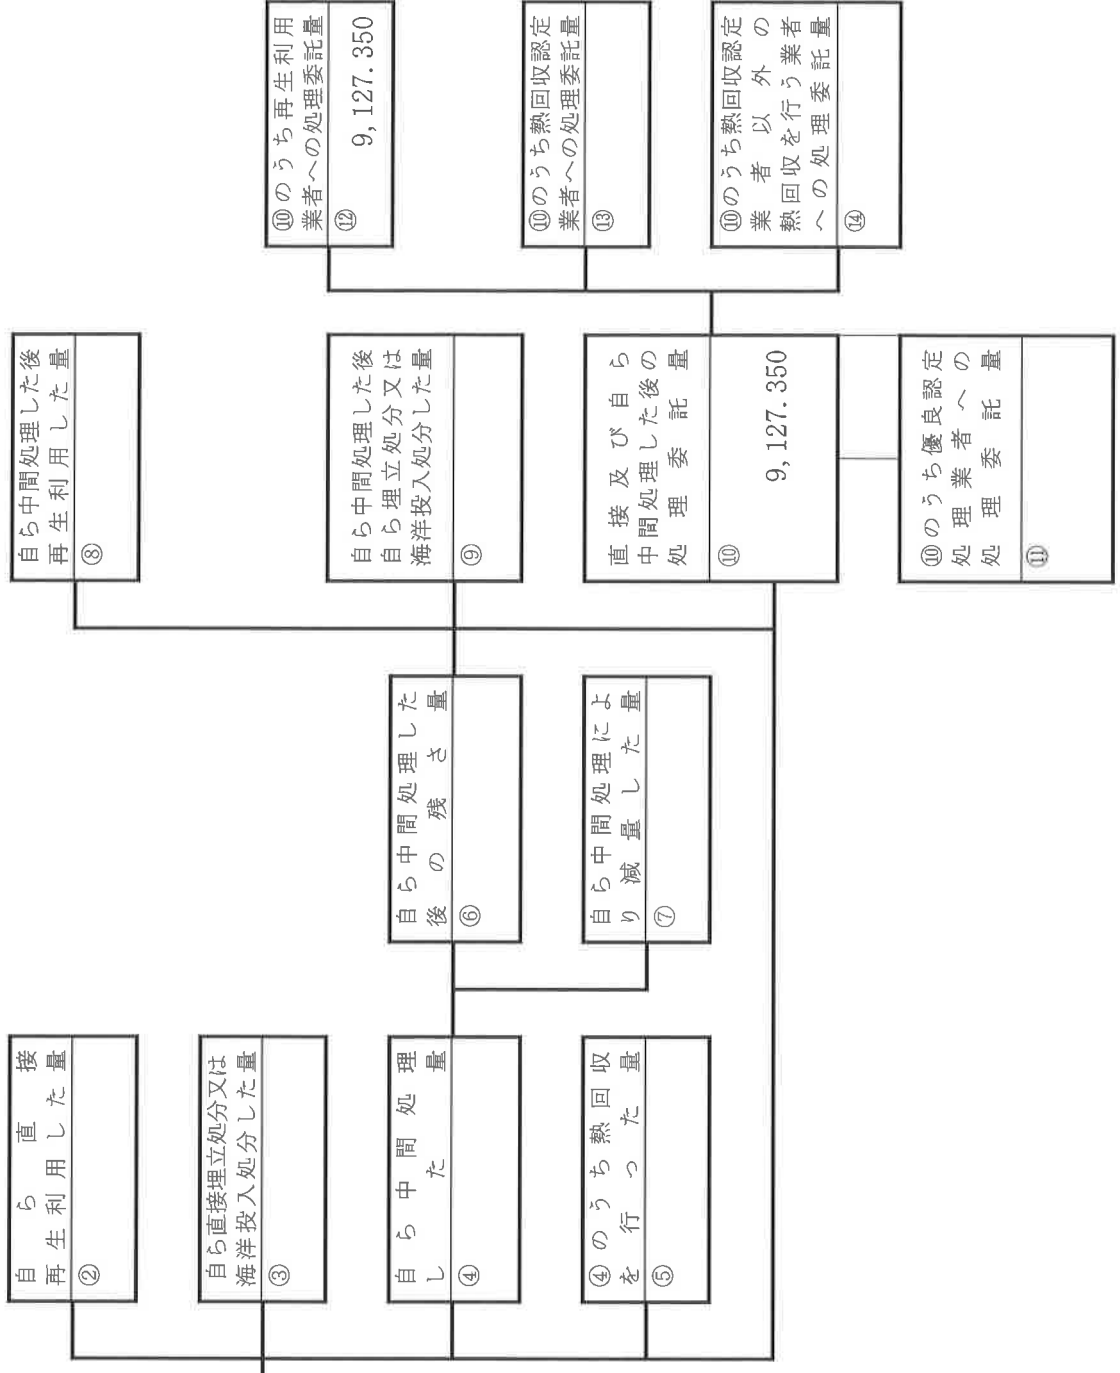 自ら直接
再生利用した量
②
自ら直接埋立処分又は
海洋投入処分した量
③
自ら中間処理
した量
④
④のうち熱回収
を行った量
⑤
自ら中間処理した
後の残さ量
⑥
自ら中間処理によ
り減量した量
⑦
自ら中間処理した後
再生利用した量
⑧
自ら中間処理した後
自ら埋立処分又は
海洋投入処分した量
⑨
直接及び自ら
中間処理した後の
処理委託量
⑩
9,127.350
⑩のうち優良認定
処理業者への
処理委託量
⑪
⑩のうち再生利用
業者への処理委託量
⑫
9,127.350
⑩のうち熱回収認定
業者への処理委託量
⑬
⑩のうち熱回収認定
業者以外の
熱回収を行う業者
への処理委託量
⑭